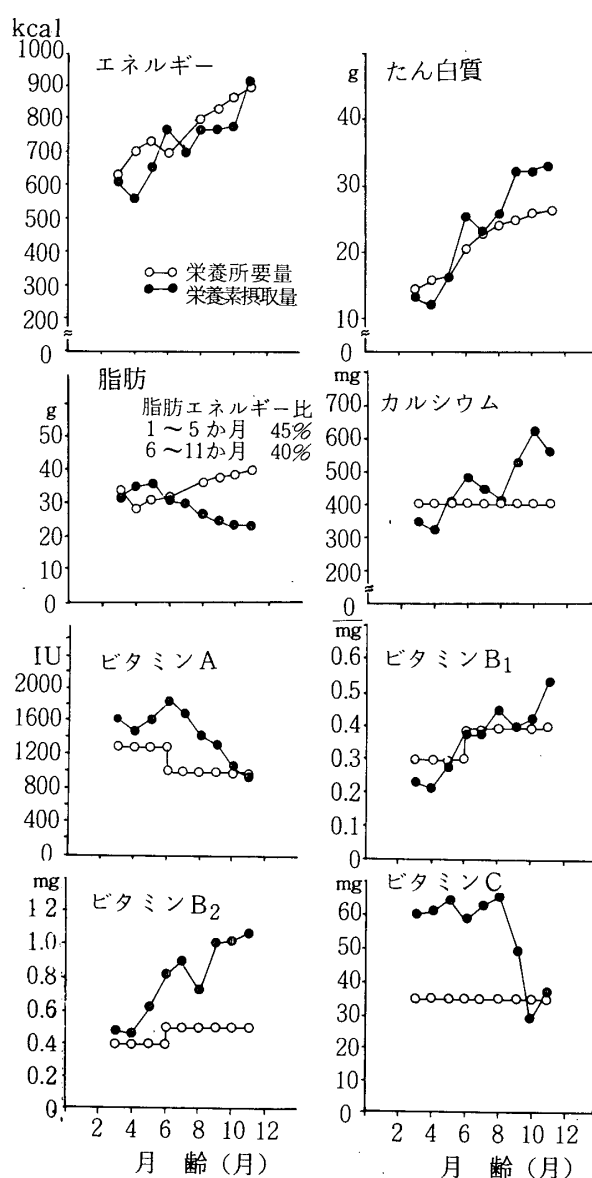 kcal
エネルギー
1000
900
800
700
600
500
400
300
200
0
○—○ 栄養所要量
●—● 栄養素摂取量
g
たん白質
40
30
20
10
0
脂肪
g
脂肪エネルギー比
1～5か月 45%
6～11か月 40%
50
40
30
20
10
0
mg
カルシウム
700
600
500
400
300
200
0
IU
ビタミンA
2000
1600
1200
800
400
0
mg
ビタミンB1
0.6
0.5
0.4
0.3
0.2
0.1
0
mg
ビタミンB2
1 2
1.0
0.8
0.6
0.4
0.2
0
2 4 6 8 10 12
月 齢 (月)
mg
ビタミンC
60
50
40
30
20
10
0
2 4 6 8 10 12
月 齢 (月)